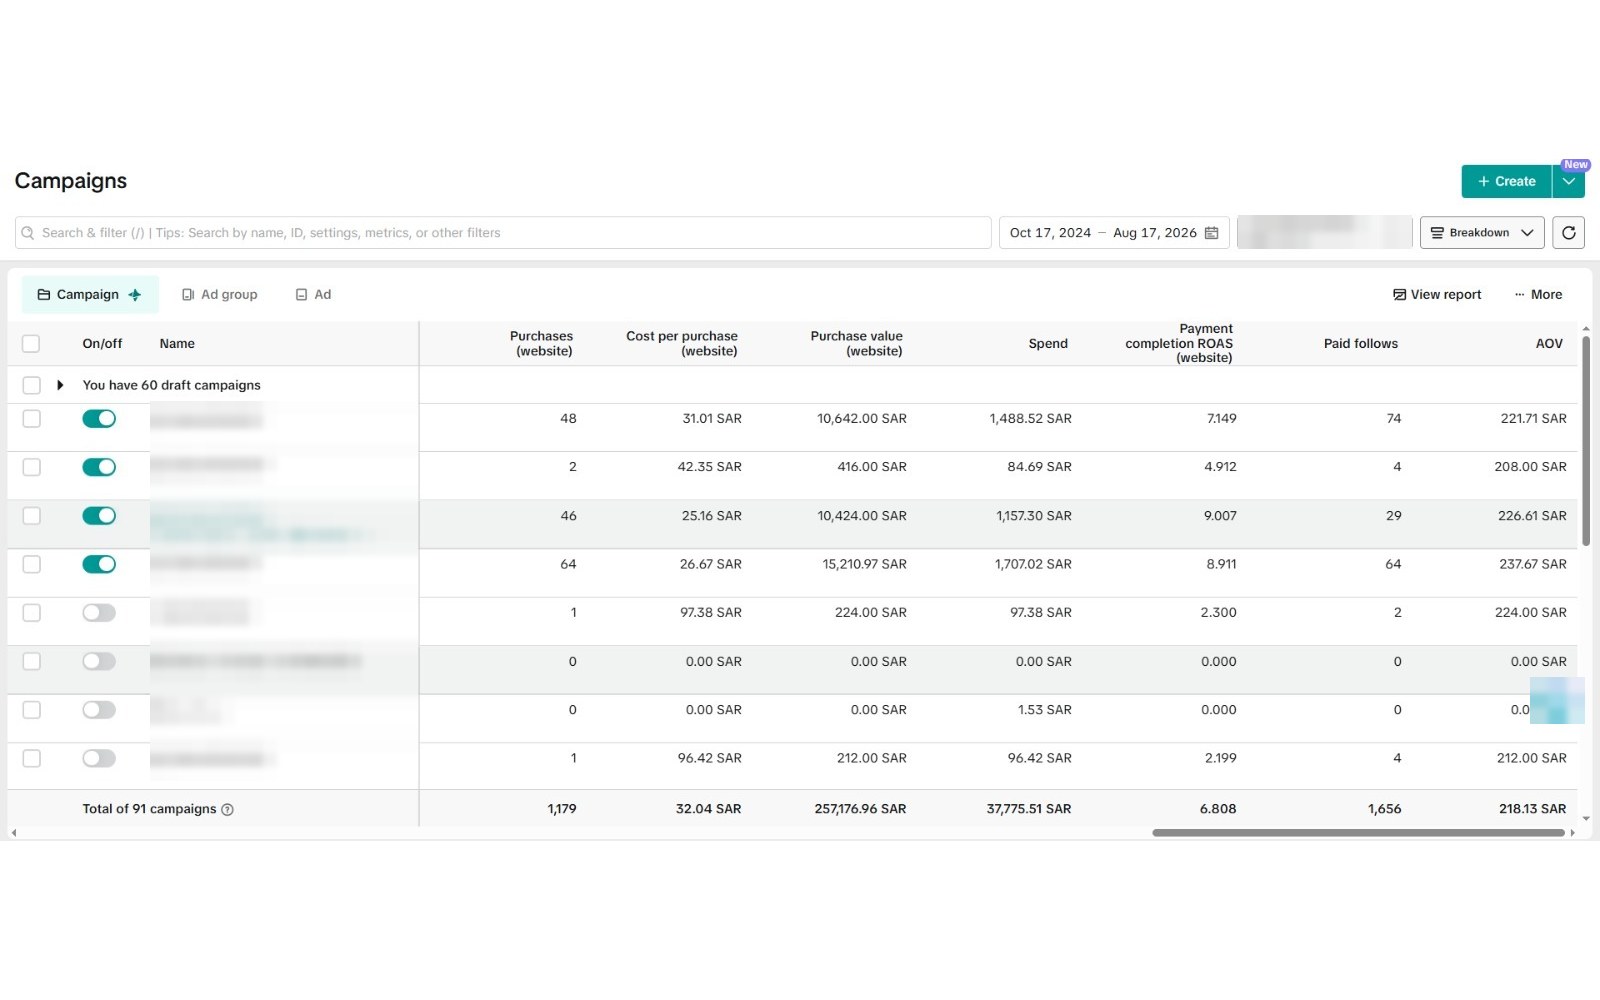 New
Campaigns
+ Create
Search & filter (/) | Tips: Search by name, ID, settings, metrics, or other filters
Oct 17, 2024 – Aug 17, 2026
Breakdown
Campaign
Ad group
Ad
View report
··· More
On/off Name Purchases (website) Cost per purchase (website) Purchase value (website) Spend Payment completion ROAS (website) Paid follows AOV
You have 60 draft campaigns
48 31.01 SAR 10,642.00 SAR 1,488.52 SAR 7.149 74 221.71 SAR
2 42.35 SAR 416.00 SAR 84.69 SAR 4.912 4 208.00 SAR
46 25.16 SAR 10,424.00 SAR 1,157.30 SAR 9.007 29 226.61 SAR
64 26.67 SAR 15,210.97 SAR 1,707.02 SAR 8.911 64 237.67 SAR
1 97.38 SAR 224.00 SAR 97.38 SAR 2.300 2 224.00 SAR
0 0.00 SAR 0.00 SAR 0.00 SAR 0.000 0 0.00 SAR
0 0.00 SAR 0.00 SAR 1.53 SAR 0.000 0 0.0
1 96.42 SAR 212.00 SAR 96.42 SAR 2.199 4 212.00 SAR
Total of 91 campaigns 1,179 32.04 SAR 257,176.96 SAR 37,775.51 SAR 6.808 1,656 218.13 SAR